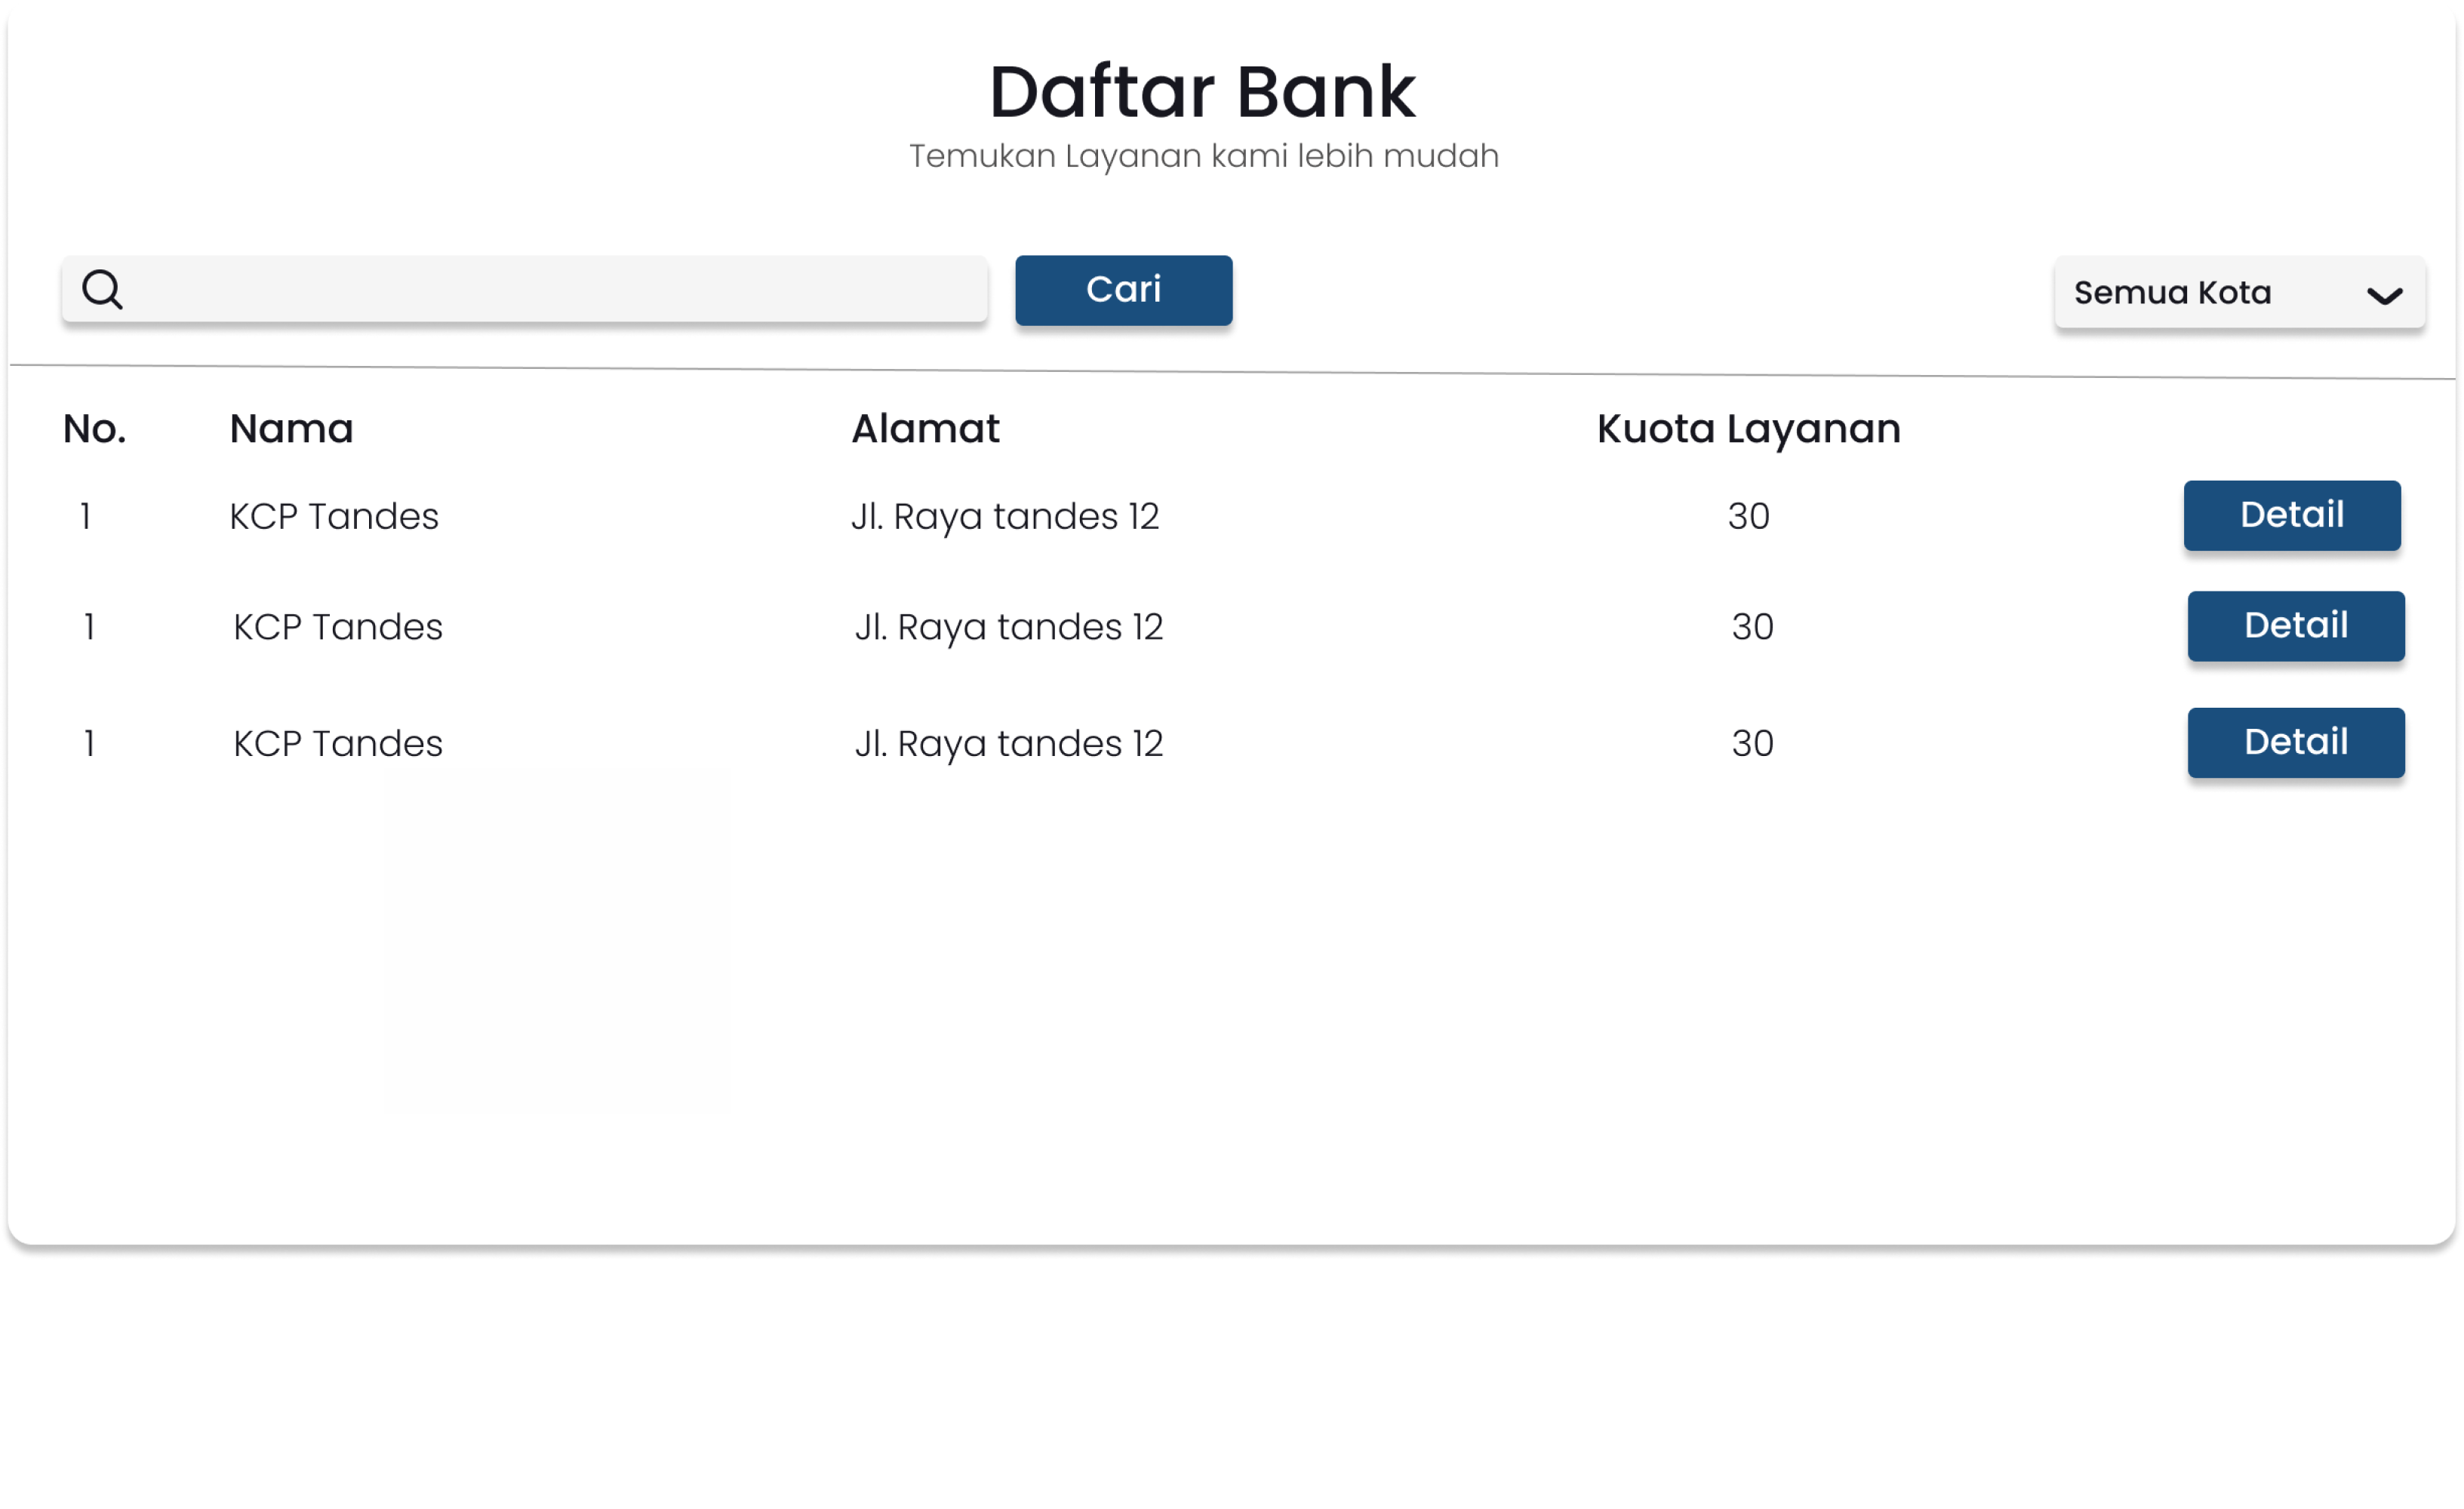 Daftar Bank
Temukan Layanan kami lebih mudah
Cari
Semua Kota
No. Nama Alamat Kuota Layanan
1 KCP Tandes Jl. Raya tandes 12 30 Detail
1 KCP Tandes Jl. Raya tandes 12 30 Detail
1 KCP Tandes Jl. Raya tandes 12 30 Detail